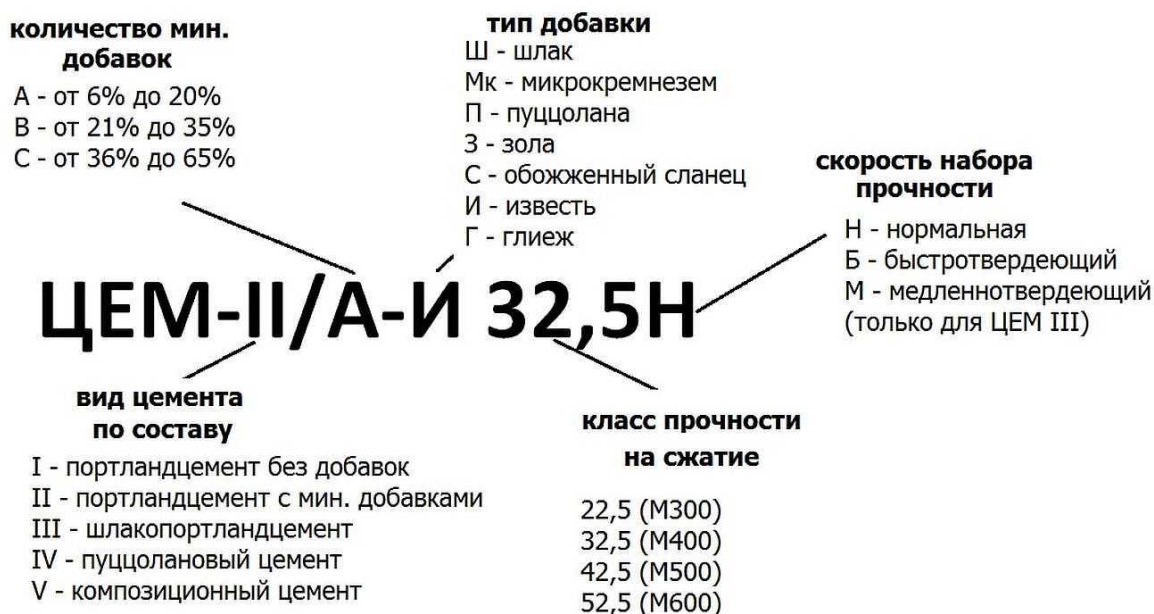 количество мин.
добавок
А - от 6% до 20%
В - от 21% до 35%
С - от 36% до 65%
тип добавки
Ш - шлак
Мк - микрокремнезем
П - пуццолана
З - зола
С - обожженный сланец
И - известь
Г - глиеж
скорость набора
прочности
Н - нормальная
Б - быстротвердеющий
М - медленнотвердеющий
(только для ЦЕМ III)
ЦЕМ-II/А-И 32,5Н
вид цемента
по составу
I - портландцемент без добавок
II - портландцемент с мин. добавками
III - шлакопортландцемент
IV - пуццолановый цемент
V - композиционный цемент
класс прочности
на сжатие
22,5 (М300)
32,5 (М400)
42,5 (М500)
52,5 (М600)